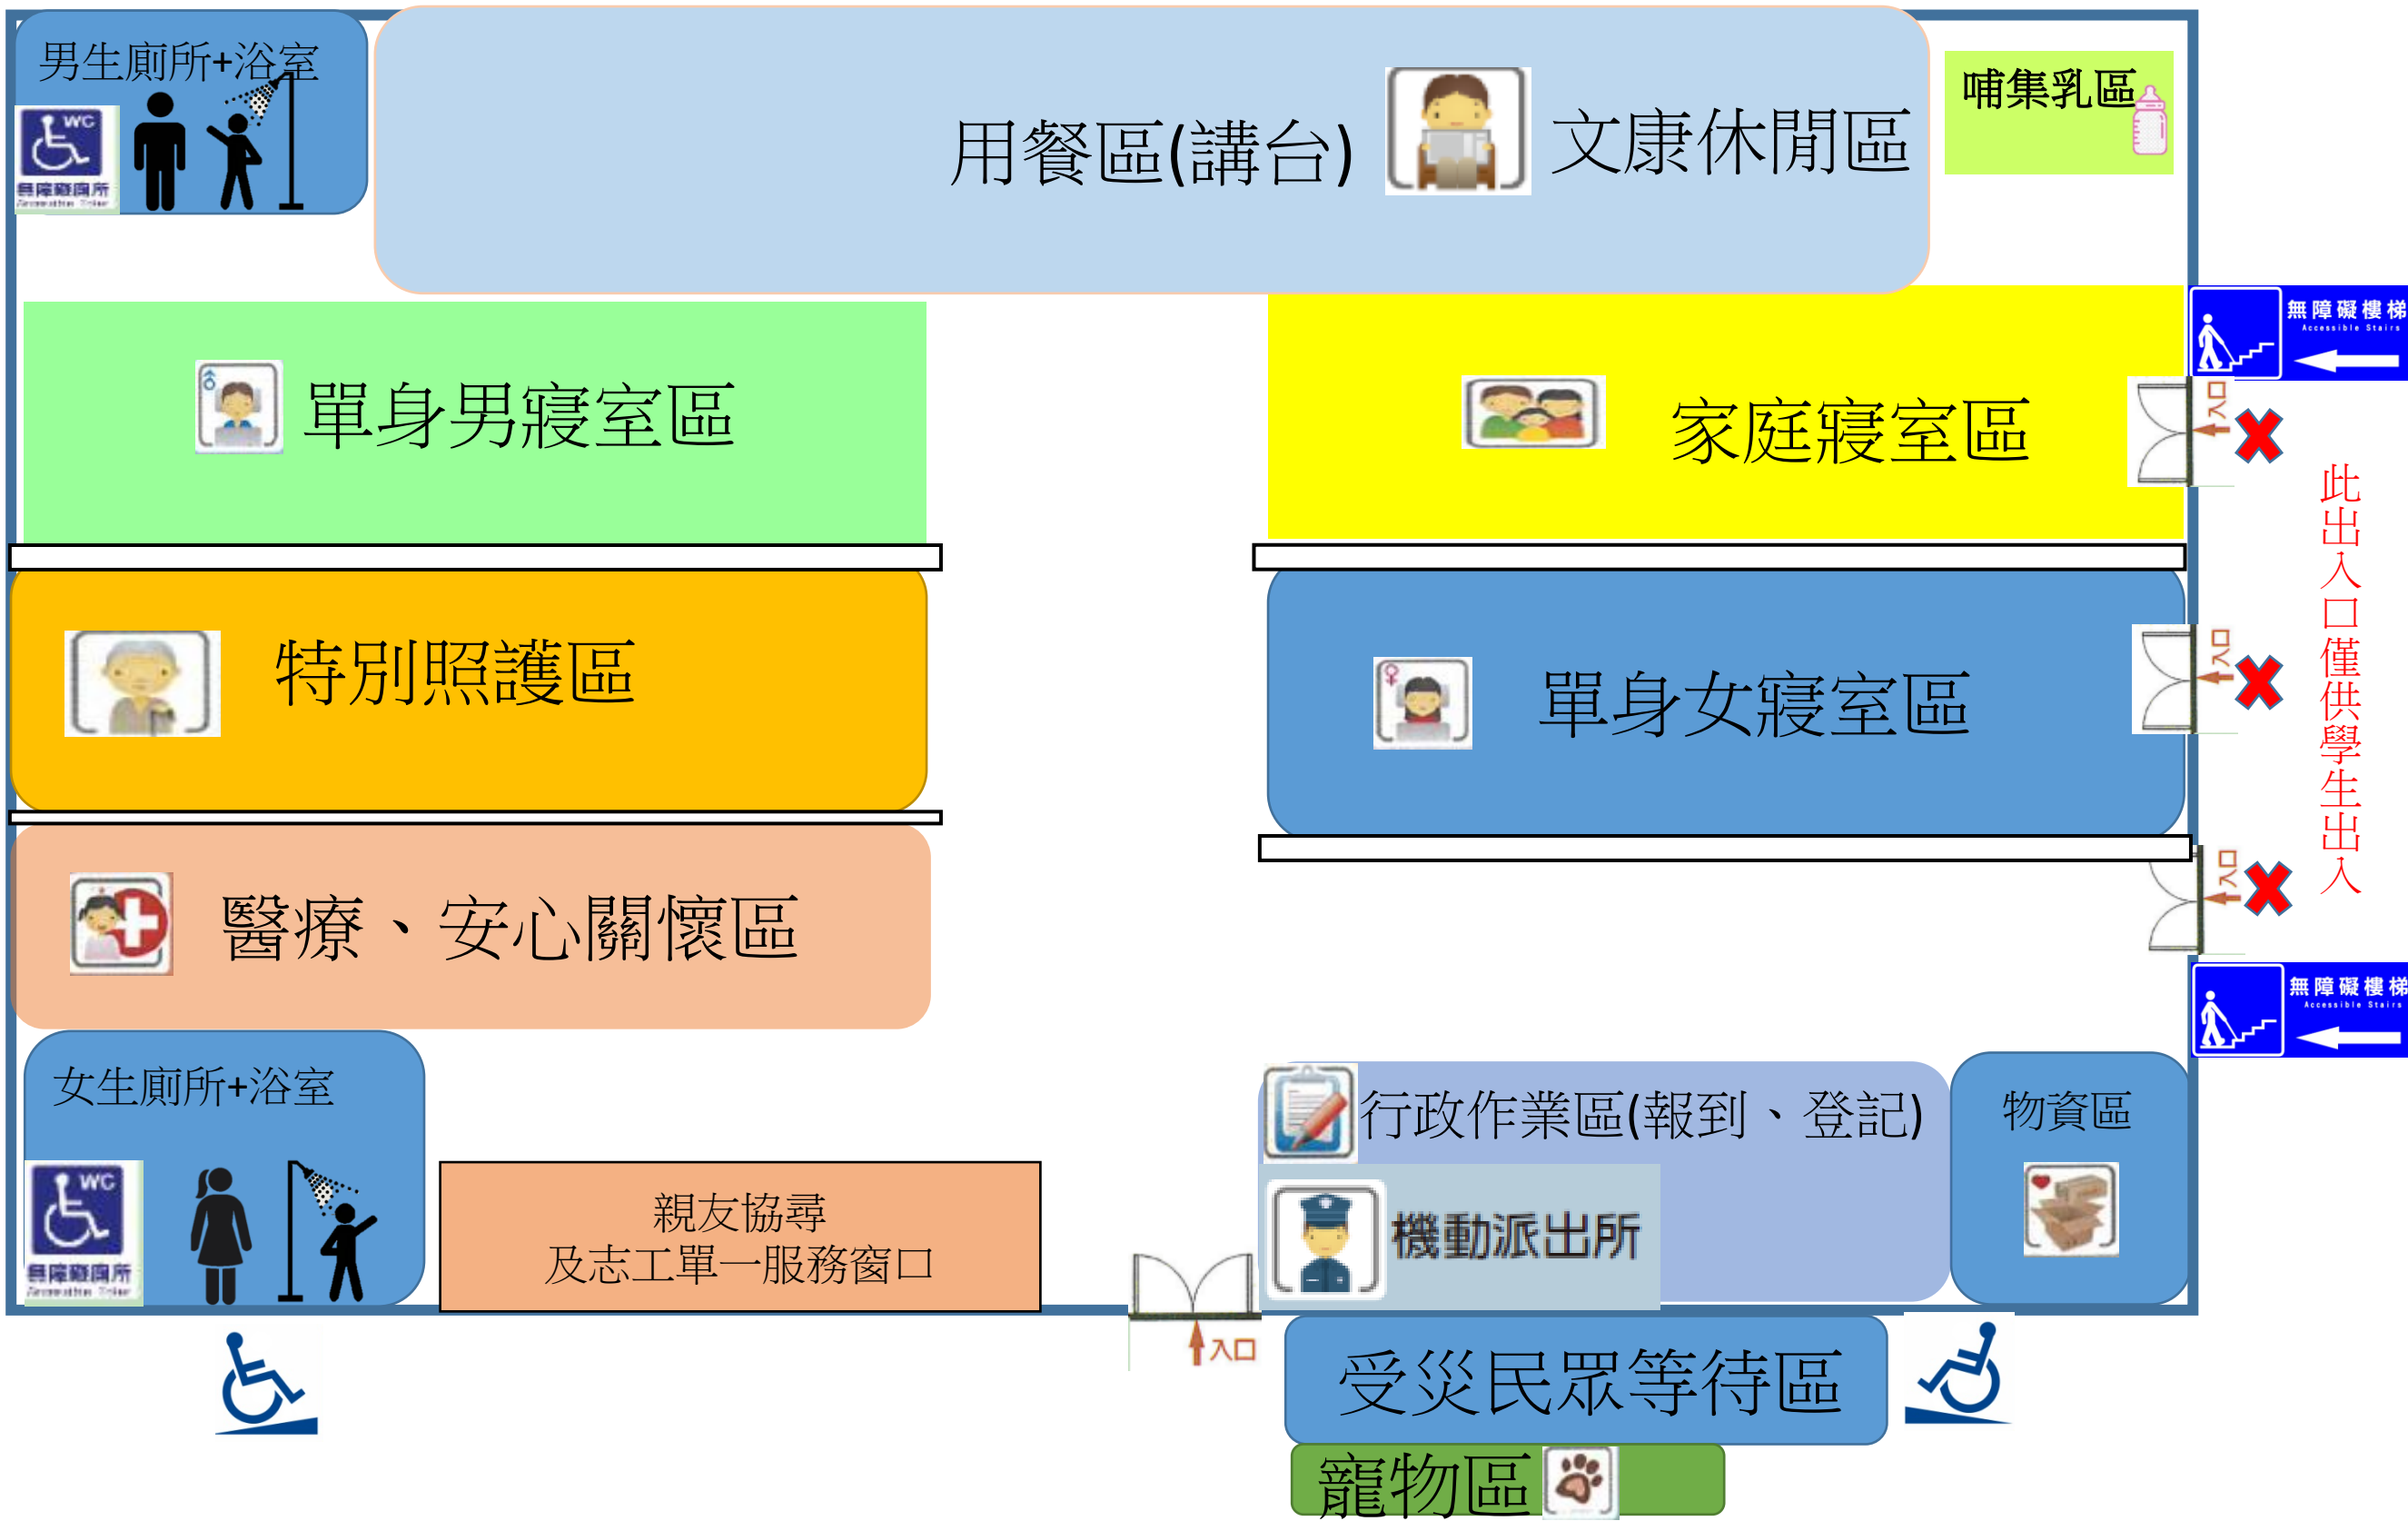 男生廁所+浴室
WC
無障礙廁所
用餐區(講台)
文康休閒區
哺集乳區
無障礙樓梯
Accessible Stairs
單身男寢室區
家庭寢室區
入口
此出入口僅供學生出入
特別照護區
單身女寢室區
入口
醫療、安心關懷區
入口
無障礙樓梯
Accessible Stairs
女生廁所+浴室
WC
無障礙廁所
親友協尋
及志工單一服務窗口
行政作業區(報到、登記)
機動派出所
物資區
入口
受災民眾等待區
寵物區